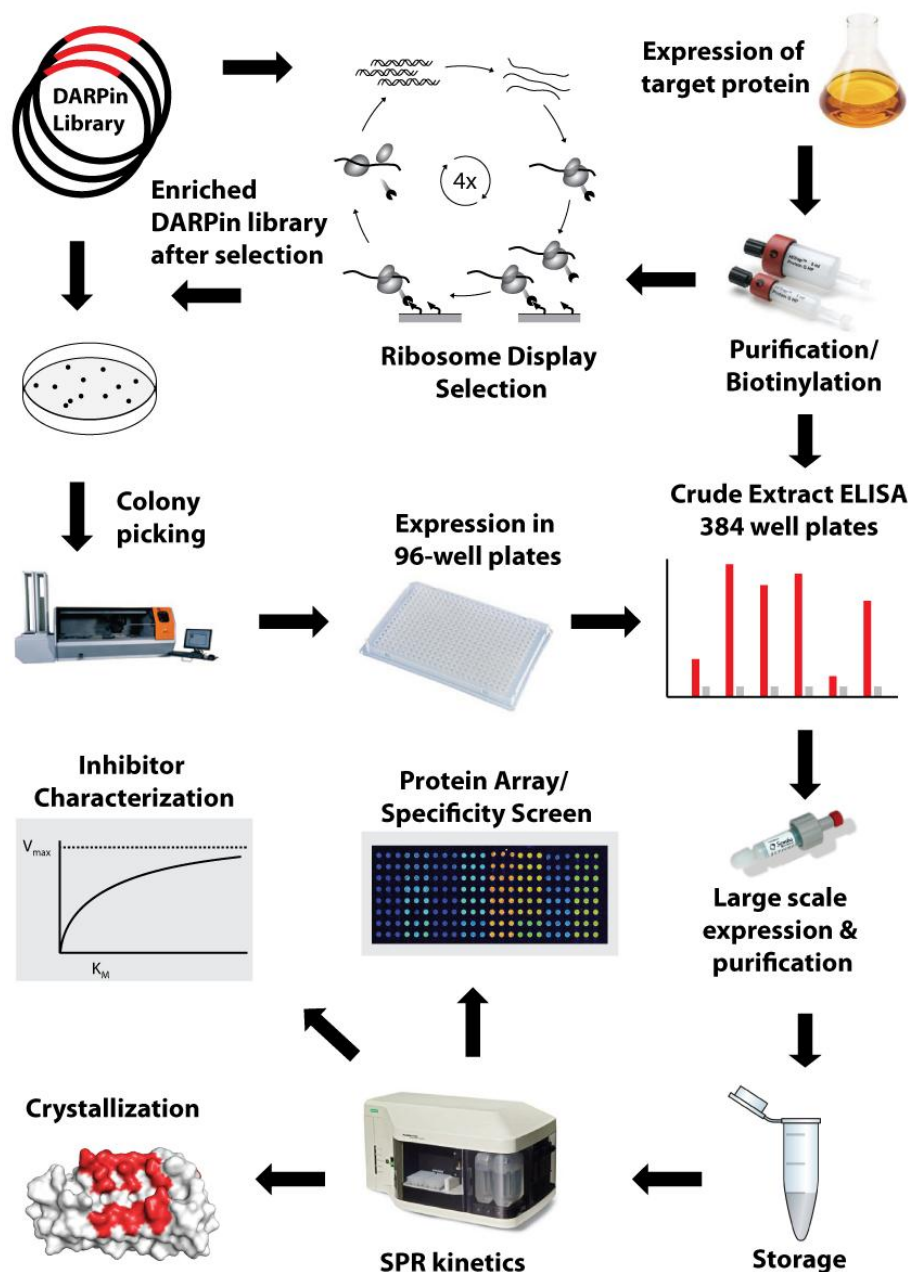 DARPin
Library
Expression of
target protein
4x
Enriched
DARPin library
after selection
Ribosome Display
Selection
Purification/
Biotinylation
Colony
picking
Expression in
96-well plates
Crude Extract ELISA
384 well plates
Inhibitor
Characterization
Vmax
KM
Protein Array/
Specificity Screen
Large scale
expression &
purification
Crystallization
SPR kinetics
Storage